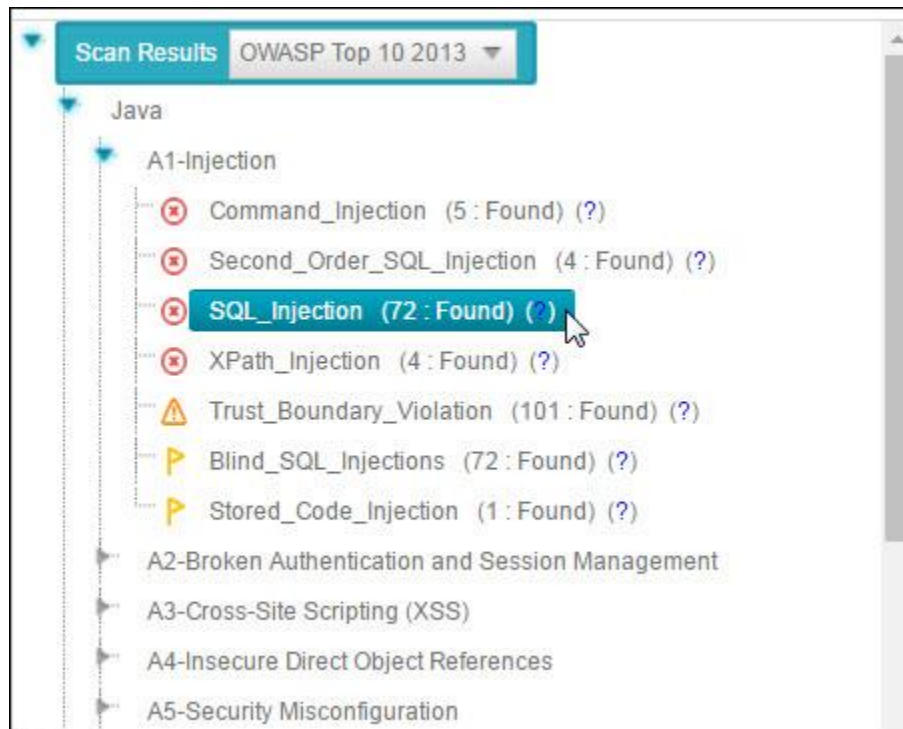 Scan Results OWASP Top 10 2013
Java
A1-Injection
Command_Injection (5 : Found) (?)
Second_Order_SQL_Injection (4 : Found) (?)
SQL_Injection (72 : Found) (?)
XPath_Injection (4 : Found) (?)
Trust_Boundary_Violation (101 : Found) (?)
Blind_SQL_Injections (72 : Found) (?)
Stored_Code_Injection (1 : Found) (?)
A2-Broken Authentication and Session Management
A3-Cross-Site Scripting (XSS)
A4-Insecure Direct Object References
A5-Security Misconfiguration